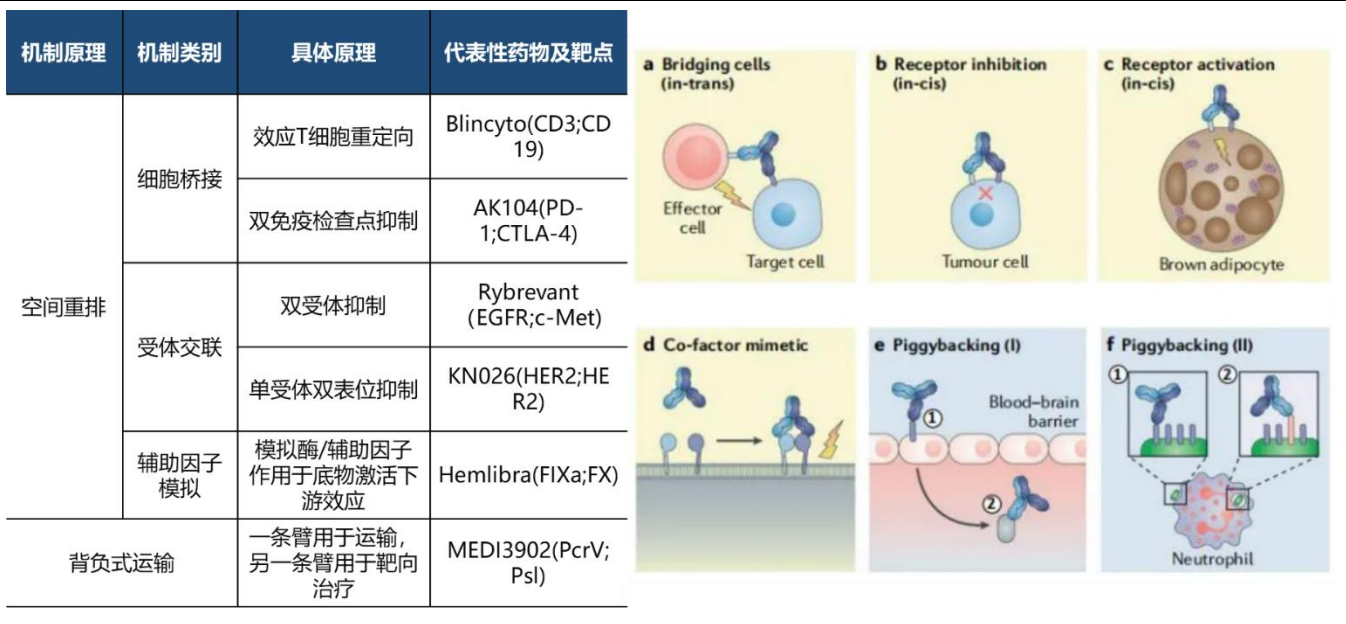 机制原理
机制类别
具体原理
代表性药物及靶点
空间重排
细胞桥接
效应T细胞重定向
Blincyto(CD3;CD
19)
双免疫检查点抑制
AK104(PD-
1;CTLA-4)
受体交联
双受体抑制
Rybrevant
(EGFR;c-Met)
单受体双表位抑制
KN026(HER2;HE
R2)
辅助因子
模拟
模拟酶/辅助因子
作用于底物激活下
游效应
Hemlibra(FIXa;FX)
背负式运输
一条臂用于运输，
另一条臂用于靶向
治疗
MEDI3902(PcrV;
Psl)
a Bridging cells
(in-trans)
Effector
cell
Target cell
b Receptor inhibition
(in-cis)
Tumour cell
c Receptor activation
(in-cis)
Brown adipocyte
d Co-factor mimetic
e Piggybacking (I)
①
Blood–brain
barrier
②
f Piggybacking (II)
①
②
Neutrophil